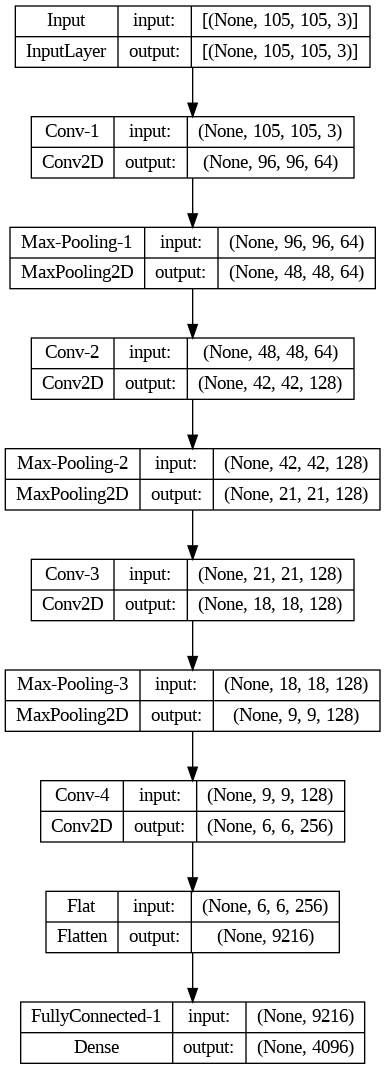 Input input: [(None, 105, 105, 3)]
InputLayer output: [(None, 105, 105, 3)]
Conv-1 input: (None, 105, 105, 3)
Conv2D output: (None, 96, 96, 64)
Max-Pooling-1 input: (None, 96, 96, 64)
MaxPooling2D output: (None, 48, 48, 64)
Conv-2 input: (None, 48, 48, 64)
Conv2D output: (None, 42, 42, 128)
Max-Pooling-2 input: (None, 42, 42, 128)
MaxPooling2D output: (None, 21, 21, 128)
Conv-3 input: (None, 21, 21, 128)
Conv2D output: (None, 18, 18, 128)
Max-Pooling-3 input: (None, 18, 18, 128)
MaxPooling2D output: (None, 9, 9, 128)
Conv-4 input: (None, 9, 9, 128)
Conv2D output: (None, 6, 6, 256)
Flat input: (None, 6, 6, 256)
Flatten output: (None, 9216)
FullyConnected-1 input: (None, 9216)
Dense output: (None, 4096)